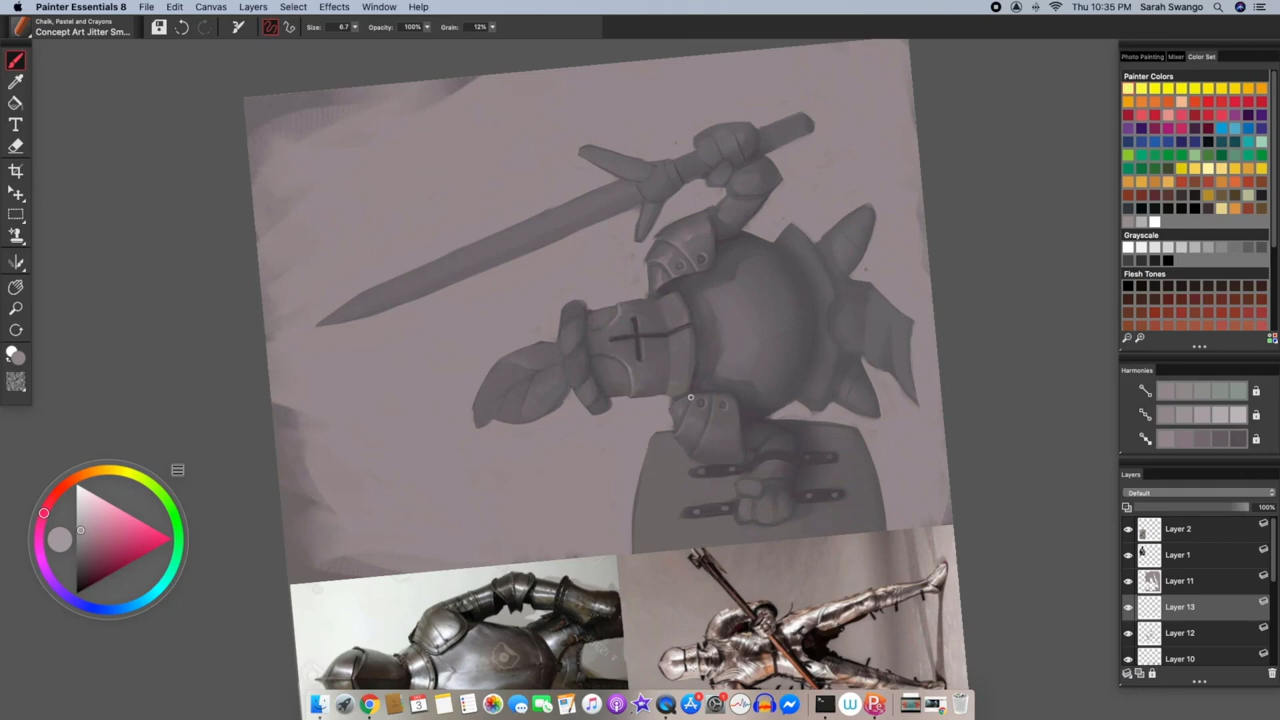 Painter Essentials 8 File Edit Canvas Layers Select Effects Window Help Thu 10:35 PM Sarah Swango
Chalk, Pastel and Crayons
Concept Art Jitter Sm...
Size: 6.7 Opacity: 100% Grain: 12%
Photo Painting Mixer Color Set
Painter Colors
Grayscale
Flesh Tones
Harmonies
Layers
Default
100%
Layer 2
Layer 1
Layer 11
Layer 13
Layer 12
Layer 10